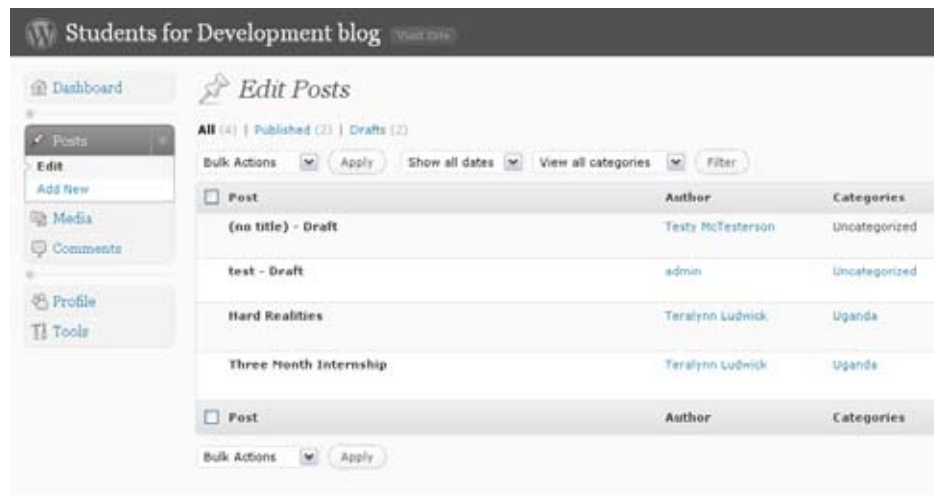 Students for Development blog Visit Site
Dashboard
Posts
Edit
Add New
Media
Comments
Profile
Tools
Edit Posts
All (4) | Published (2) | Drafts (2)
Bulk Actions Apply Show all dates View all categories Filter
Post Author Categories
(no title) - Draft Testy McTesterson Uncategorized
test - Draft admin Uncategorized
Hard Realities Teralynn Ludwick Uganda
Three Month Internship Teralynn Ludwick Uganda
Post Author Categories
Bulk Actions Apply